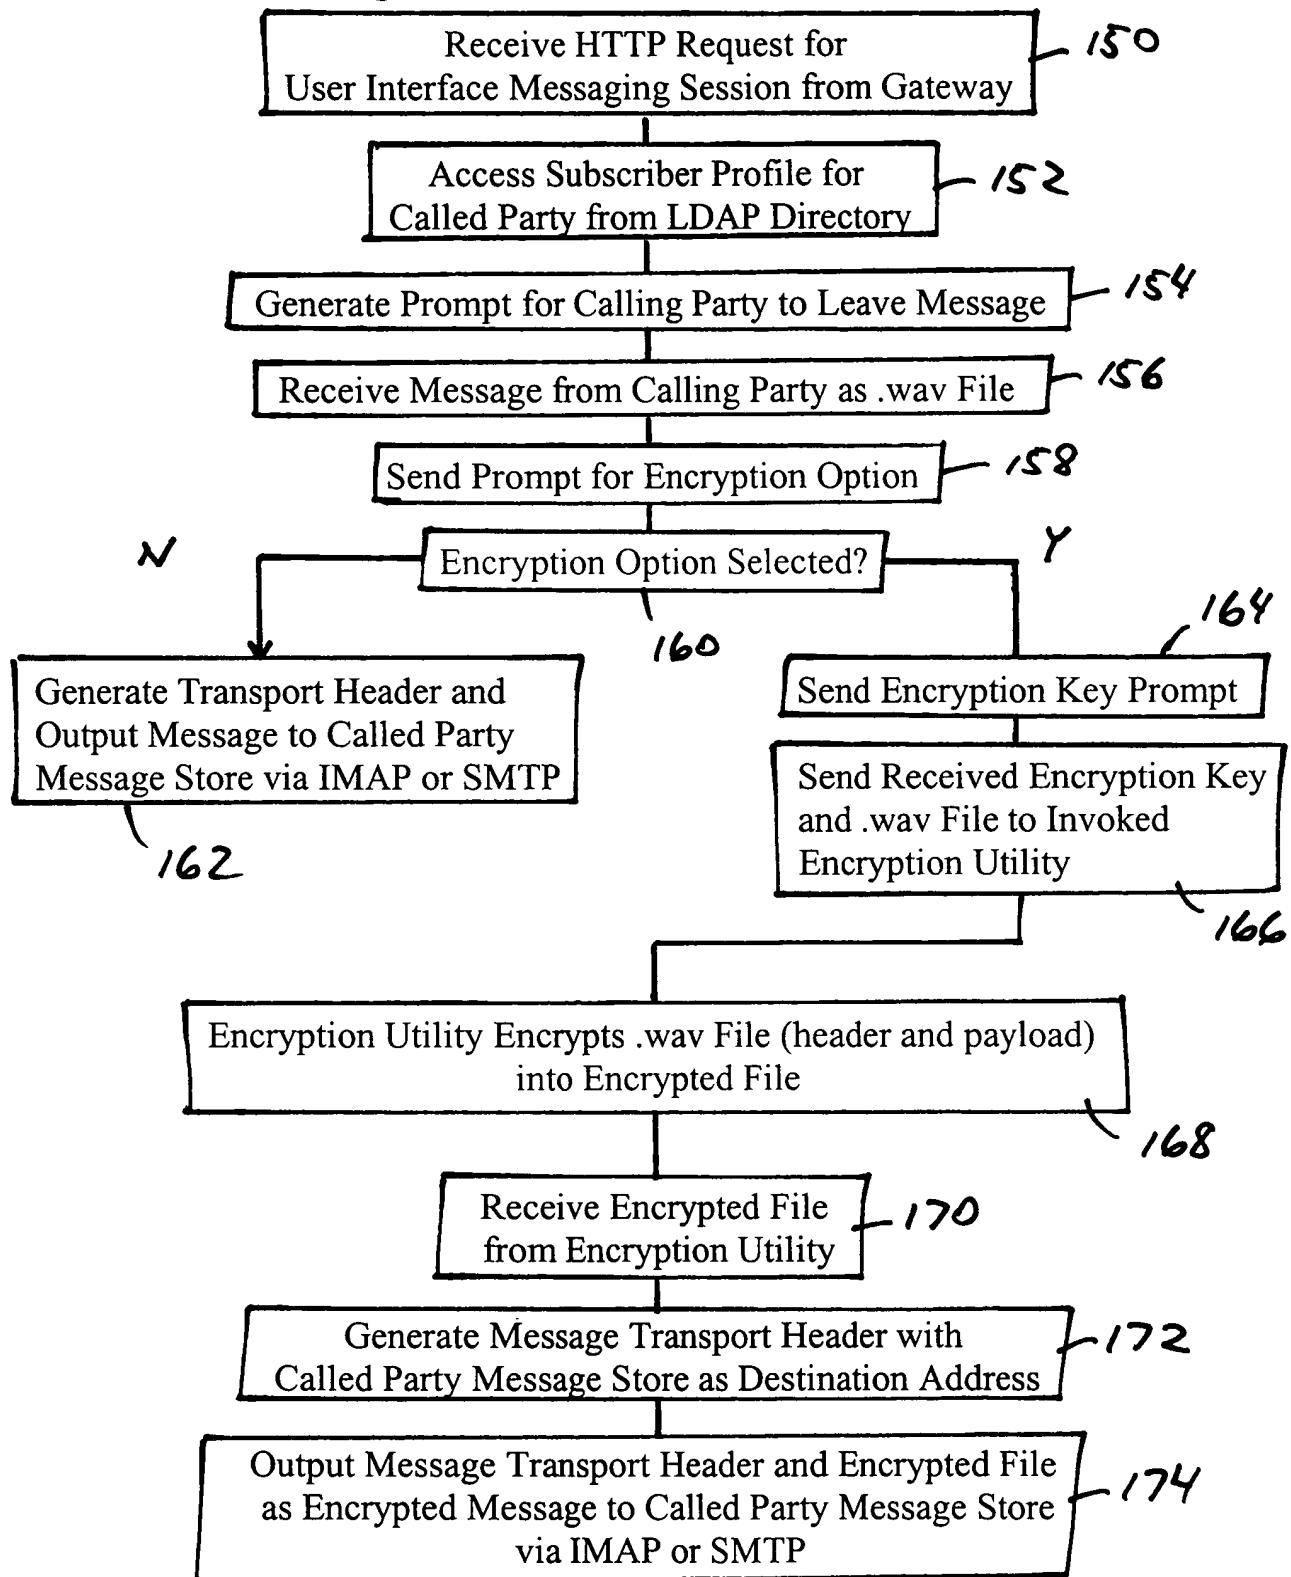 Receive HTTP Request for
User Interface Messaging Session from Gateway
150
Access Subscriber Profile for
Called Party from LDAP Directory
152
Generate Prompt for Calling Party to Leave Message
154
Receive Message from Calling Party as .wav File
156
Send Prompt for Encryption Option
158
N
Encryption Option Selected?
Y
160
164
Generate Transport Header and
Output Message to Called Party
Message Store via IMAP or SMTP
162
Send Encryption Key Prompt
Send Received Encryption Key
and .wav File to Invoked
Encryption Utility
166
Encryption Utility Encrypts .wav File (header and payload)
into Encrypted File
168
Receive Encrypted File
from Encryption Utility
170
Generate Message Transport Header with
Called Party Message Store as Destination Address
172
Output Message Transport Header and Encrypted File
as Encrypted Message to Called Party Message Store
via IMAP or SMTP
174